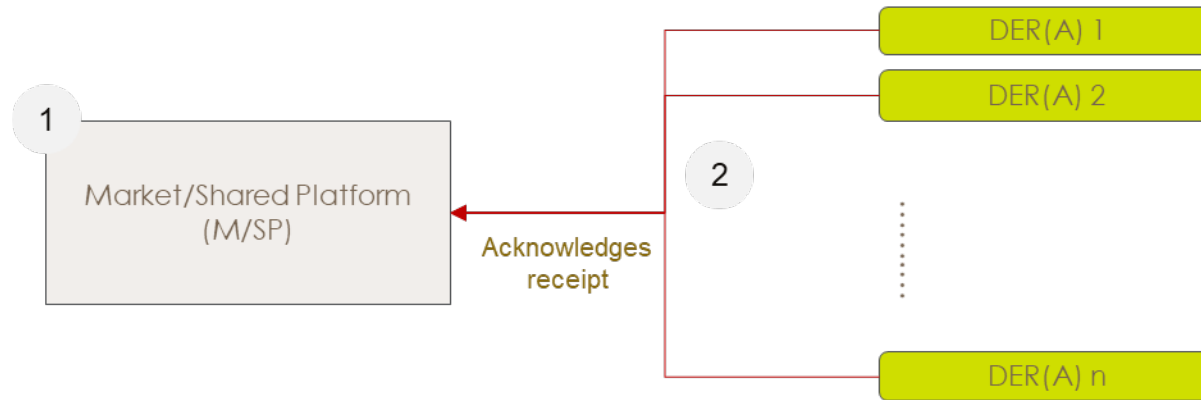 DER(A) 1
1
DER(A) 2
Market/Shared Platform
(M/SP)
2
Acknowledges
receipt
DER(A) n